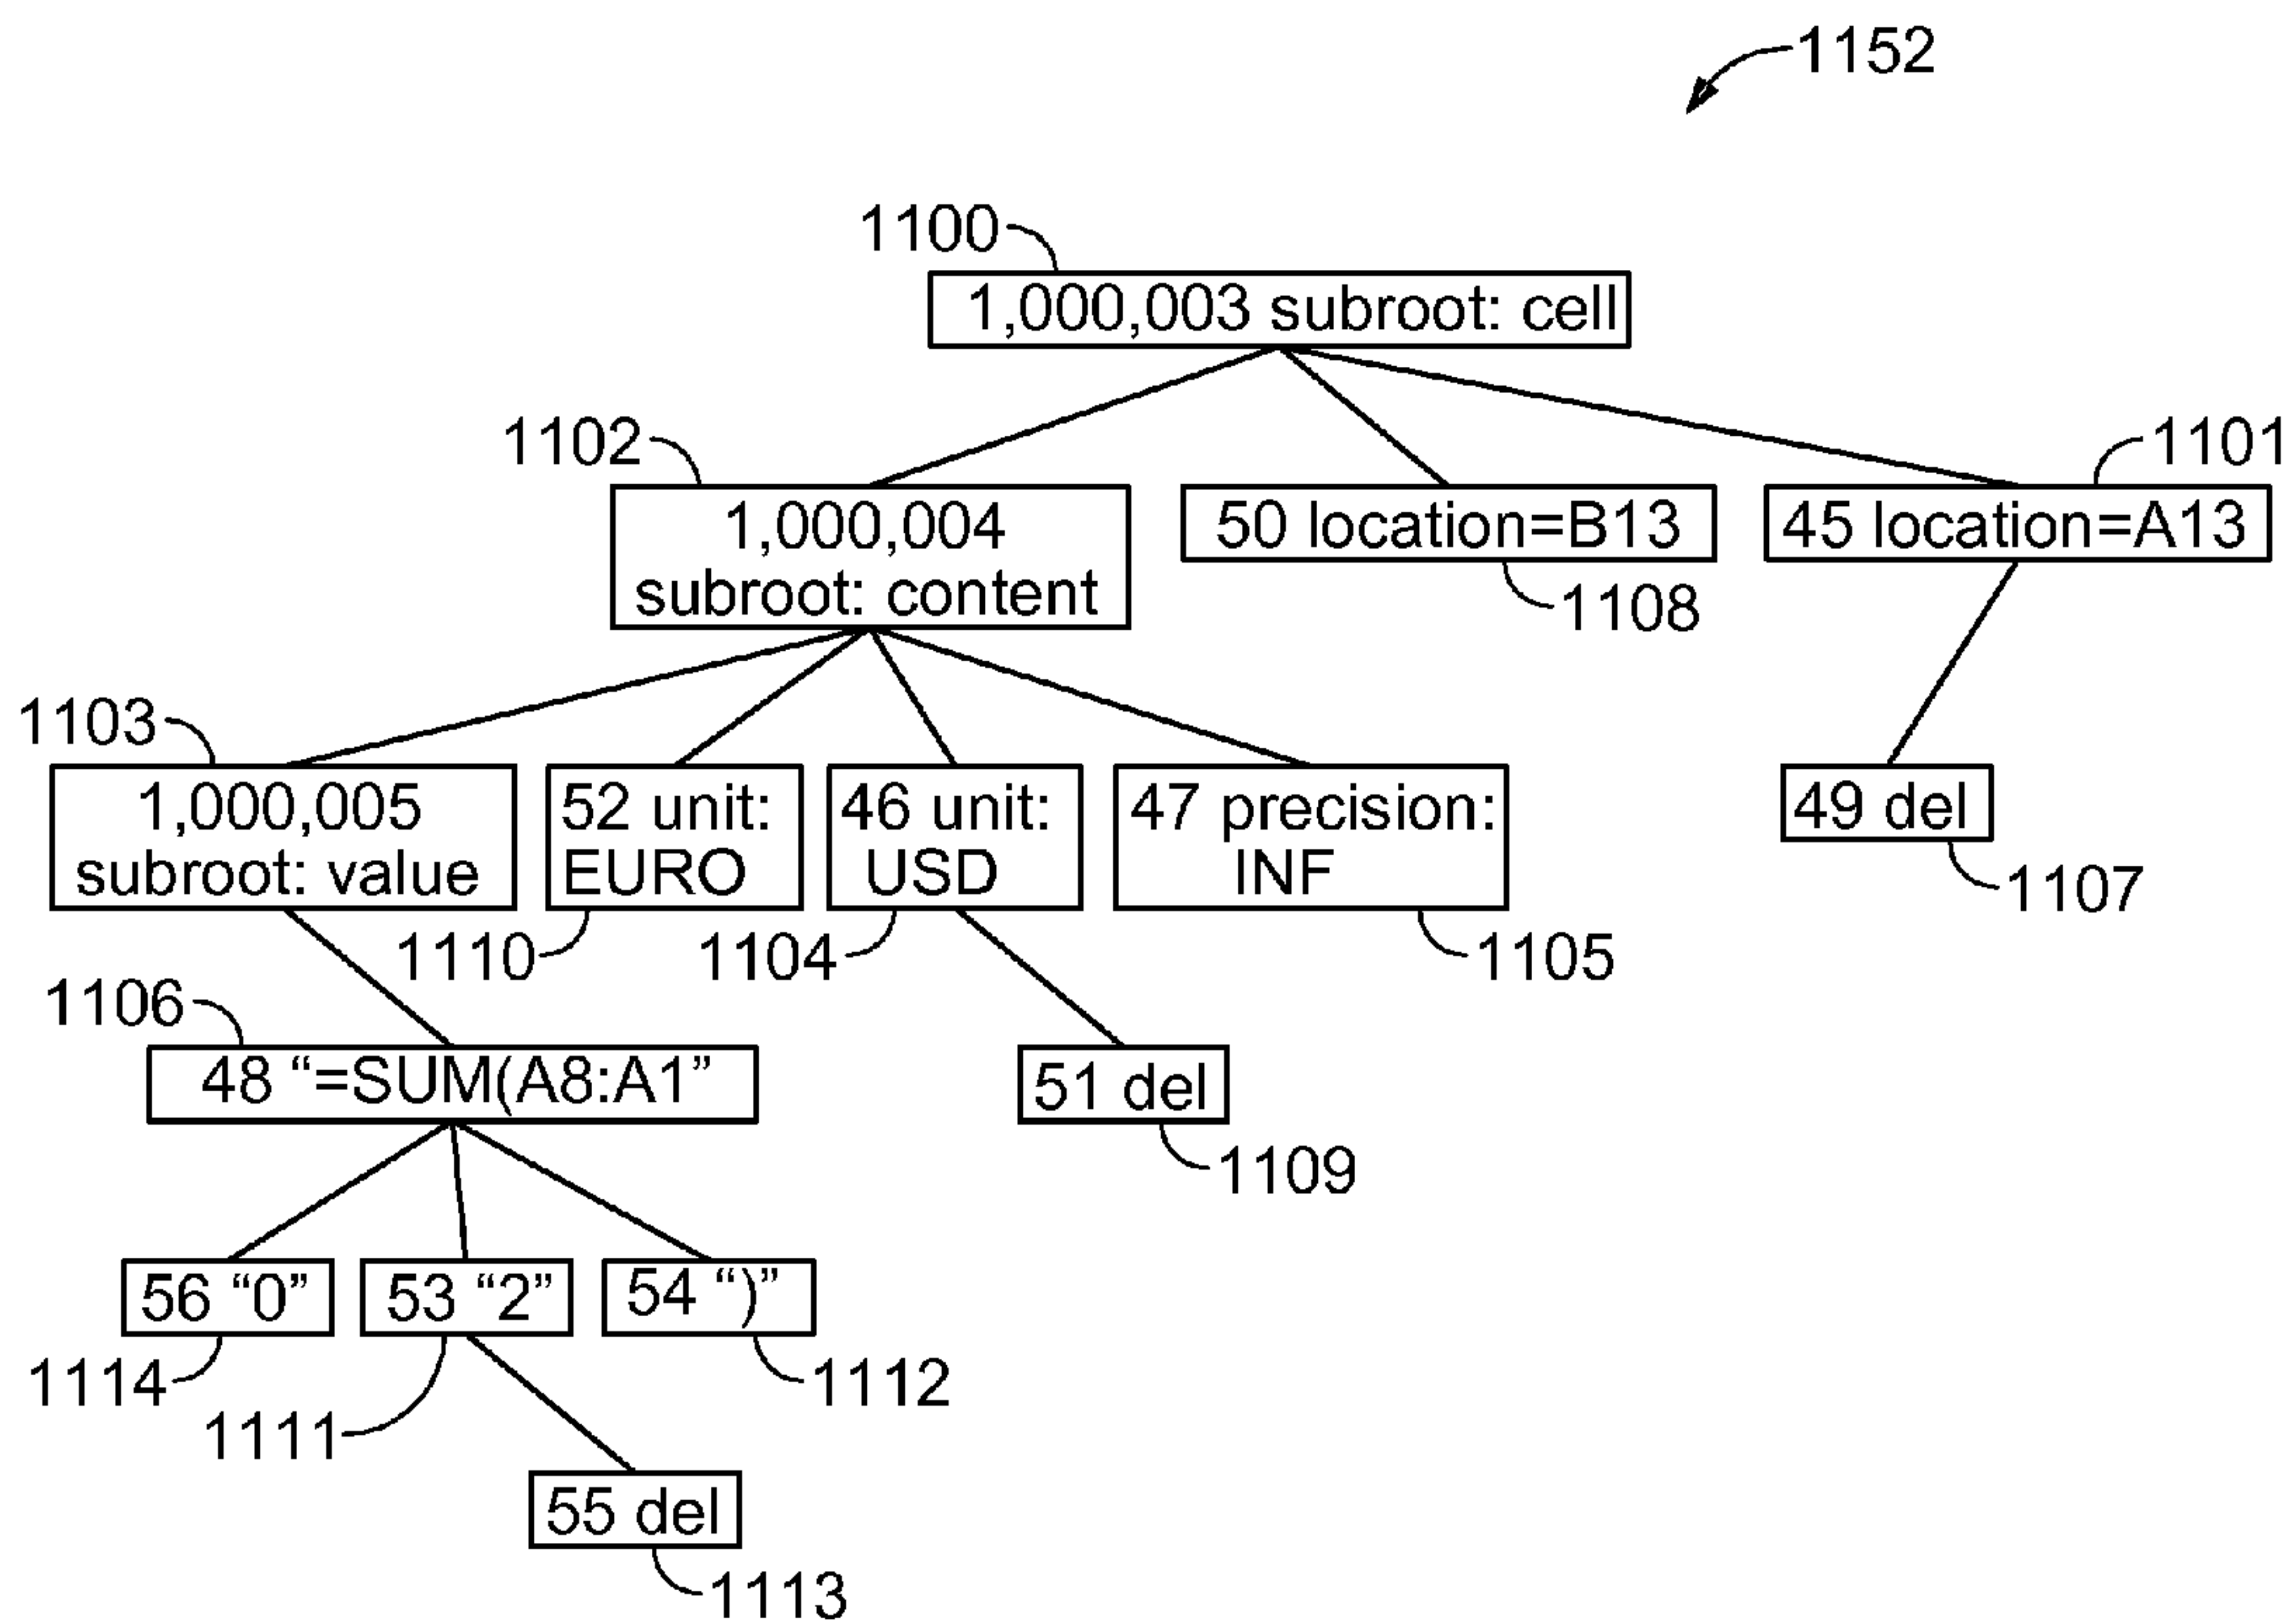 1152
1100
1,000,003 subroot: cell
1102
1101
1,000,004
subroot: content
50 location=B13
45 location=A13
1108
1103
1,000,005
subroot: value
52 unit:
EURO
46 unit:
USD
47 precision:
INF
49 del
1107
1110
1104
1105
1106
48 “=SUM(A8:A1”
51 del
1109
56 “0”
53 “2”
54 “)”
1114
1111
1112
55 del
1113